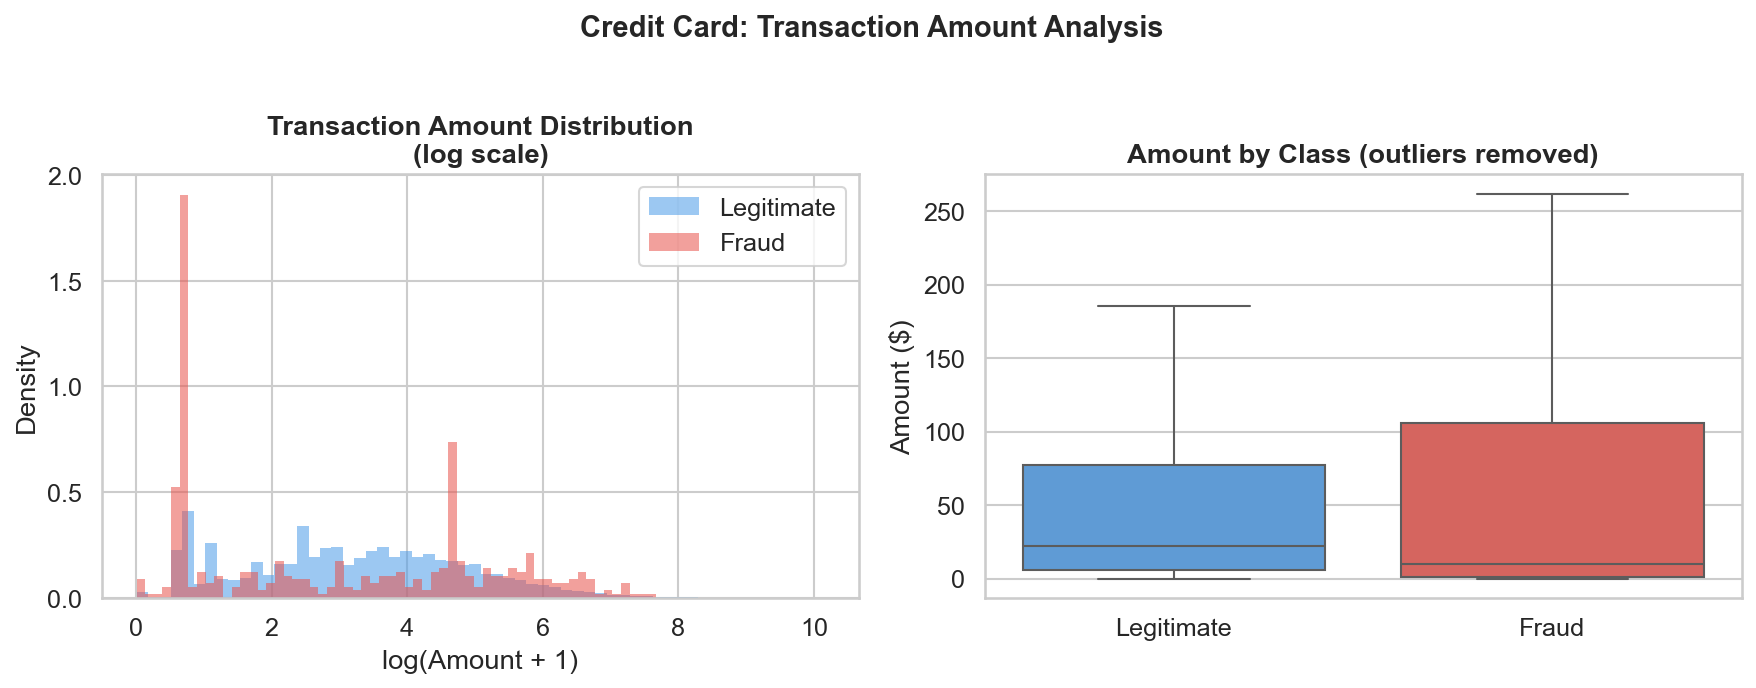 Credit Card: Transaction Amount Analysis
Transaction Amount Distribution
(log scale)
2.0
1.5
1.0
0.5
0.0
Density
Legitimate
Fraud
0 2 4 6 8 10
log(Amount + 1)
Amount by Class (outliers removed)
250
200
150
100
50
0
Amount ($)
Legitimate Fraud